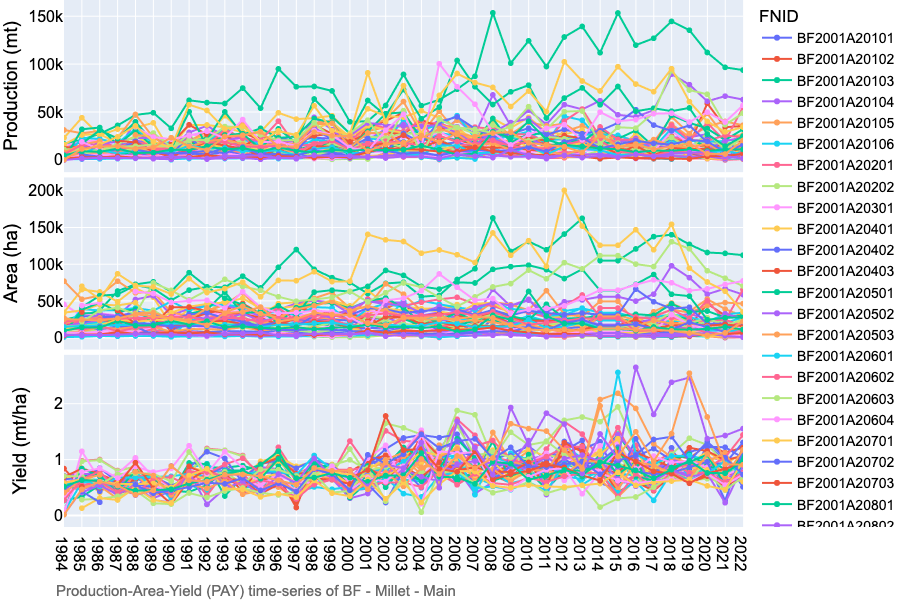 Production (mt)
150k
100k
50k
0
Area (ha)
200k
150k
100k
50k
0
Yield (mt/ha)
2
1
0
1984
1985
1986
1987
1988
1989
1990
1991
1992
1993
1994
1995
1996
1997
1998
1999
2000
2001
2002
2003
2004
2005
2006
2007
2008
2009
2010
2011
2012
2013
2014
2015
2016
2017
2018
2019
2020
2021
2022
Production-Area-Yield (PAY) time-series of BF - Millet - Main
FNID
BF2001A20101
BF2001A20102
BF2001A20103
BF2001A20104
BF2001A20105
BF2001A20106
BF2001A20201
BF2001A20202
BF2001A20301
BF2001A20401
BF2001A20402
BF2001A20403
BF2001A20501
BF2001A20502
BF2001A20503
BF2001A20601
BF2001A20602
BF2001A20603
BF2001A20604
BF2001A20701
BF2001A20702
BF2001A20703
BF2001A20801
BF2001A20802